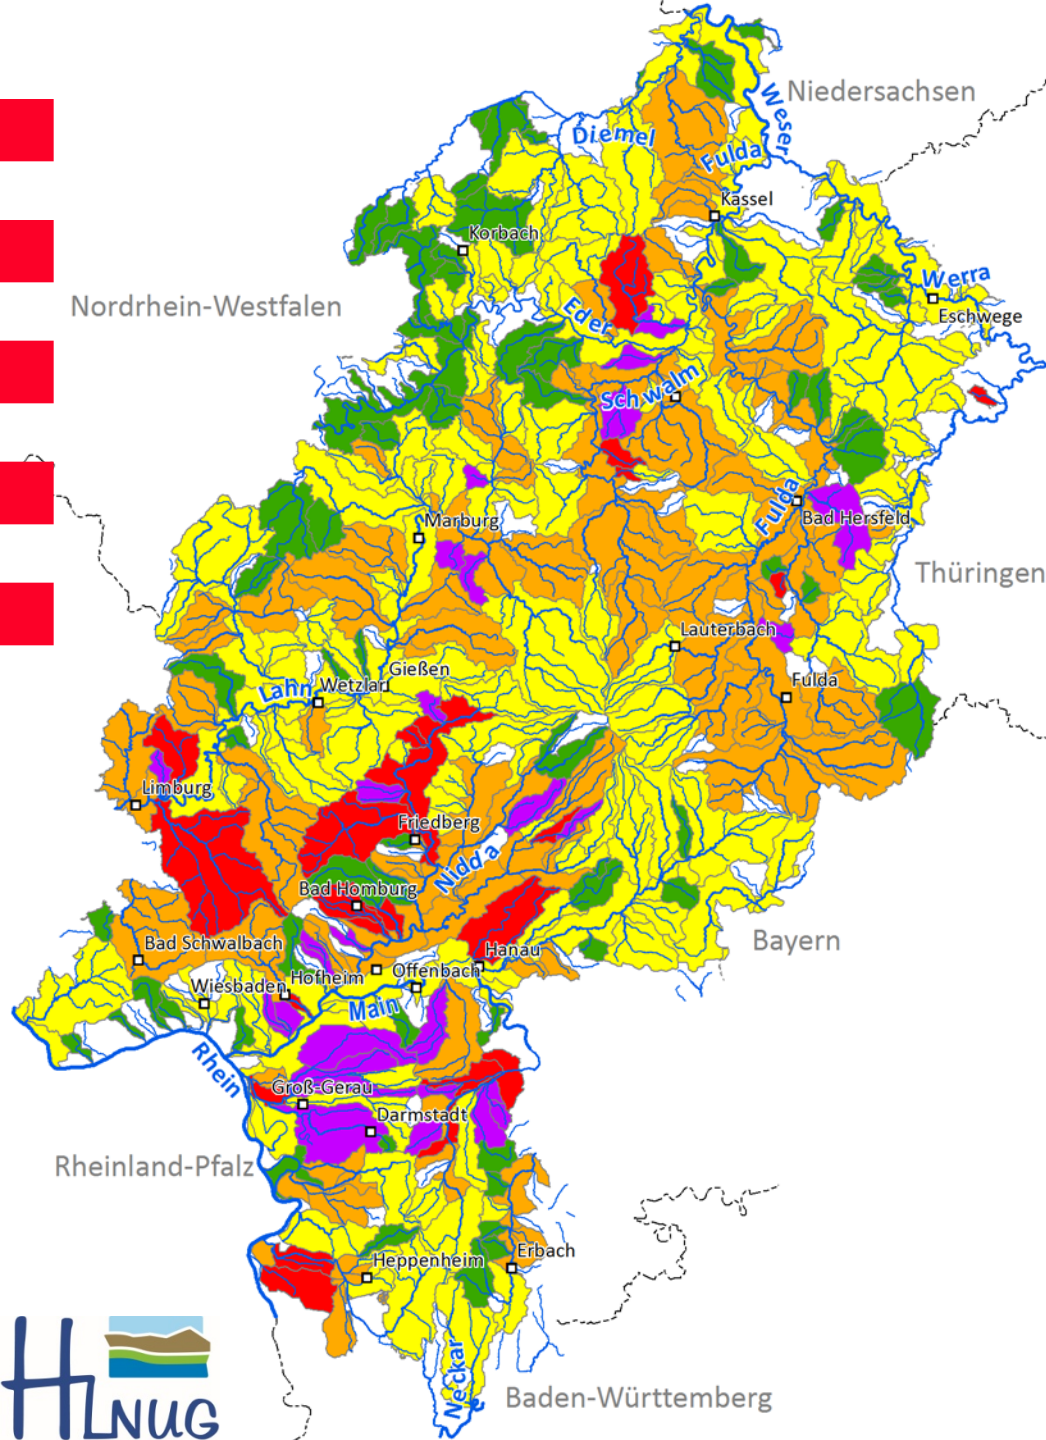 Niedersachsen
Weser
Diemel
Fulda
Kassel
Korbach
Werra
Nordrhein-Westfalen
Eder
Eschwege
Schwalm
Fulda
Bad Hersfeld
Marburg
Thüringen
Lauterbach
Gießen
Fulda
Lahn
Wetzlar
Limburg
Friedberg
Nidda
Bad Homburg
Bayern
Bad Schwalbach
Hanau
Offenbach
Hofheim
Wiesbaden
Main
Rhein
Groß-Gerau
Darmstadt
Rheinland-Pfalz
Erbach
Heppenheim
Neckar
Baden-Württemberg
HLNUG